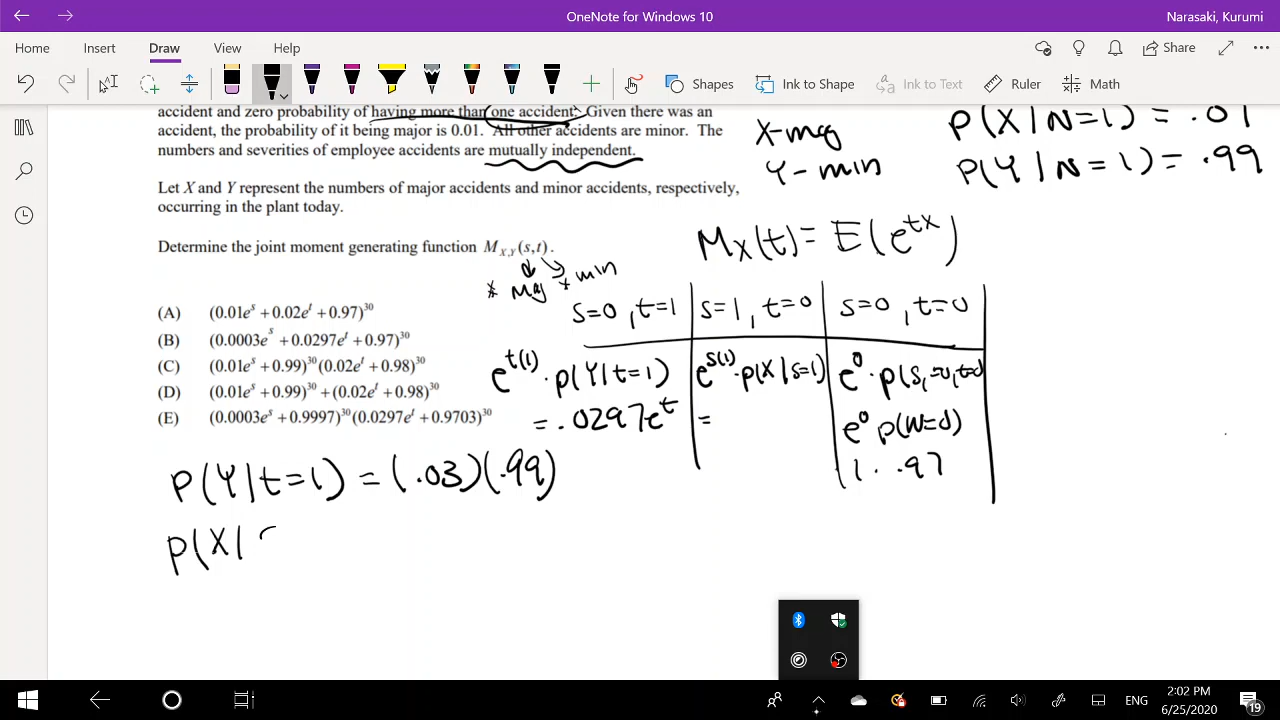 OneNote for Windows 10
Narasaki, Kurumi
Home Insert Draw View Help
Share
Shapes Ink to Shape Ink to Text Ruler Math
accident and zero probability of having more than one accident. Given there was an
accident, the probability of it being major is 0.01. All other accidents are minor. The
numbers and severities of employee accidents are mutually independent.
Let X and Y represent the numbers of major accidents and minor accidents, respectively,
occurring in the plant today.
Determine the joint moment generating function M_{X,Y}(s,t).
* maj * min
(A) (0.01e^s + 0.02e^t + 0.97)^30
(B) (0.0003e^s + 0.0297e^t + 0.97)^30
(C) (0.01e^s + 0.99)^30 (0.02e^t + 0.98)^30
(D) (0.01e^s + 0.99)^30 + (0.02e^t + 0.98)^30
(E) (0.0003e^s + 0.9997)^30 (0.0297e^t + 0.9703)^30
X-maj
Y-min
P(X|N=1) = .01
P(Y|N=1) = .99
M_X(t) = E(e^{tX})
s=0, t=1 s=1, t=0 s=0, t=0
e^{t(1)} · p(Y|t=1)
= .0297e^t
e^{s(1)} · p(X|s=1)
=
e^0 · p(s=0, t=0)
e^0 p(N=0)
1 · .97
P(Y|t=1) = (.03)(.99)
P(X|
ENG
2:02 PM
6/25/2020
19